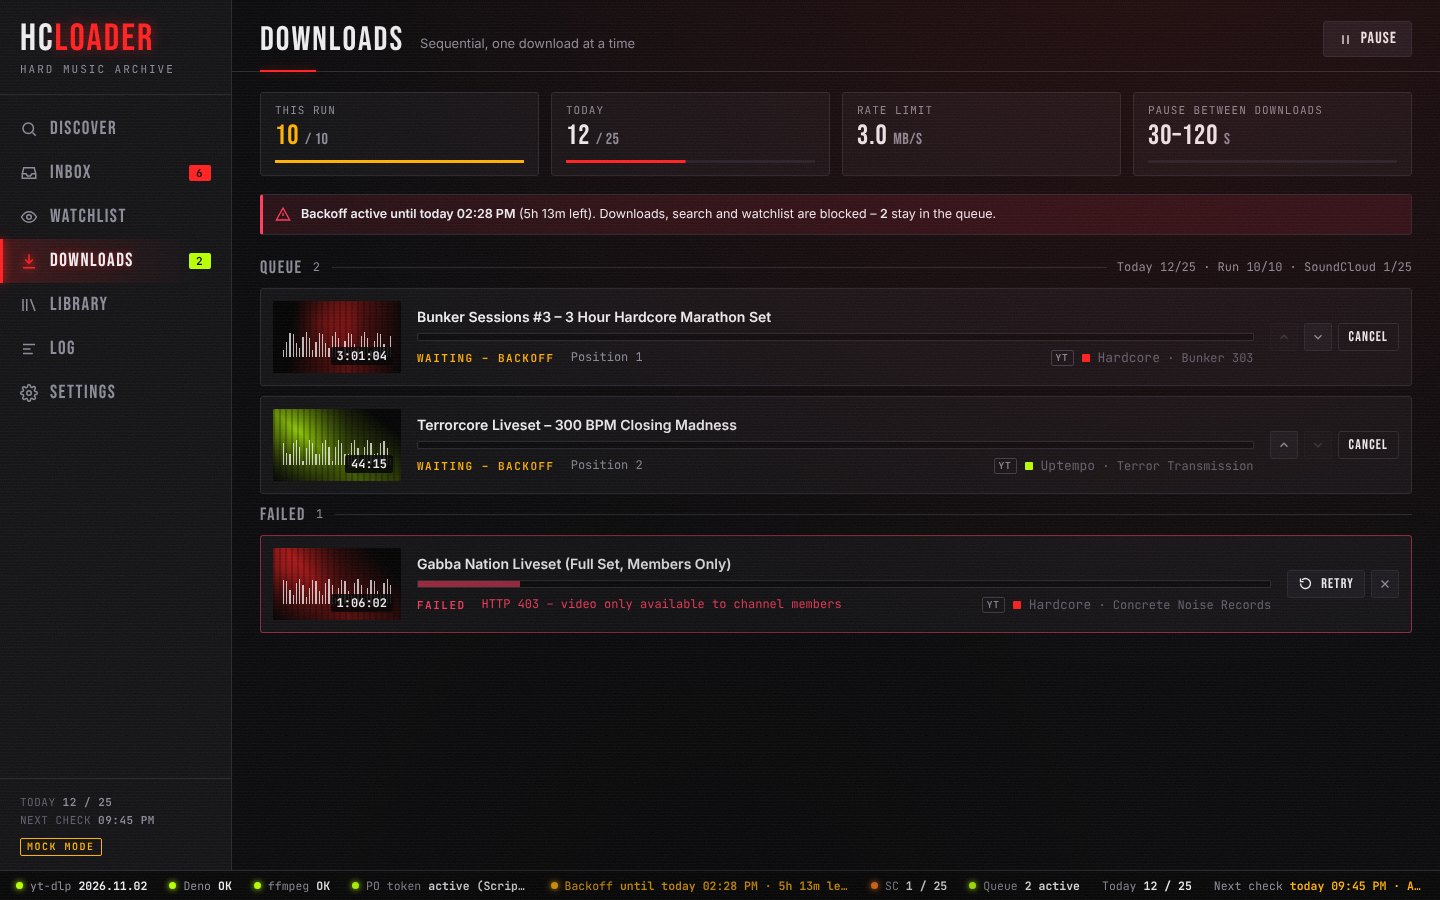 HCLOADER
HARD MUSIC ARCHIVE
DISCOVER
INBOX 6
WATCHLIST
DOWNLOADS 2
LIBRARY
LOG
SETTINGS
TODAY 12 / 25
NEXT CHECK 09:45 PM
MOCK MODE
DOWNLOADS Sequential, one download at a time
PAUSE
THIS RUN
10 / 10
TODAY
12 / 25
RATE LIMIT
3.0 MB/S
PAUSE BETWEEN DOWNLOADS
30–120 S
Backoff active until today 02:28 PM (5h 13m left). Downloads, search and watchlist are blocked – 2 stay in the queue.
QUEUE 2
Today 12/25 · Run 10/10 · SoundCloud 1/25
3:01:04
Bunker Sessions #3 – 3 Hour Hardcore Marathon Set
WAITING – BACKOFF Position 1
YT Hardcore · Bunker 303
CANCEL
44:15
Terrorcore Liveset – 300 BPM Closing Madness
WAITING – BACKOFF Position 2
YT Uptempo · Terror Transmission
CANCEL
FAILED 1
1:06:02
Gabba Nation Liveset (Full Set, Members Only)
FAILED HTTP 403 – video only available to channel members
YT Hardcore · Concrete Noise Records
RETRY
yt-dlp 2026.11.02 Deno OK ffmpeg OK PO token active (Scrip… Backoff until today 02:28 PM · 5h 13m le… SC 1 / 25 Queue 2 active Today 12 / 25 Next check today 09:45 PM · A…